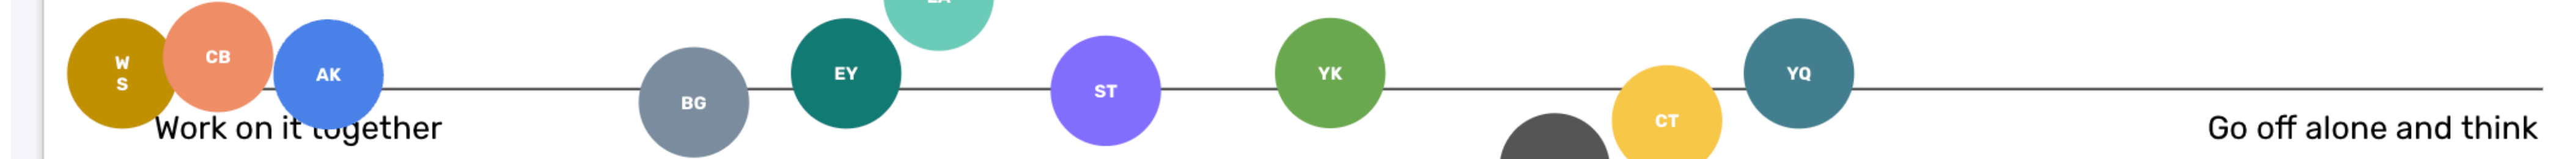 W
S
CB
AK
BG
EY
ST
YK
CT
YQ
Work on it together
Go off alone and think